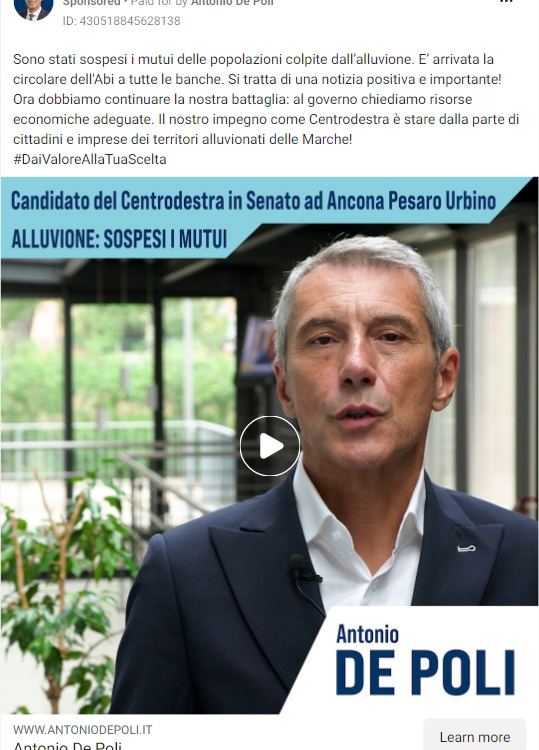 Sponsored • Paid for by Antonio De Poli
ID: 430518845628138
Sono stati sospesi i mutui delle popolazioni colpite dall'alluvione. E' arrivata la
circolare dell'Abi a tutte le banche. Si tratta di una notizia positiva e importante!
Ora dobbiamo continuare la nostra battaglia: al governo chiediamo risorse
economiche adeguate. Il nostro impegno come Centrodestra è stare dalla parte di
cittadini e imprese dei territori alluvionati delle Marche!
#DaiValoreAllaTuaScelta
Candidato del Centrodestra in Senato ad Ancona Pesaro Urbino
ALLUVIONE: SOSPESI I MUTUI
Antonio
DE POLI
WWW.ANTONIODEPOLI.IT
Antonio De Poli
Learn more